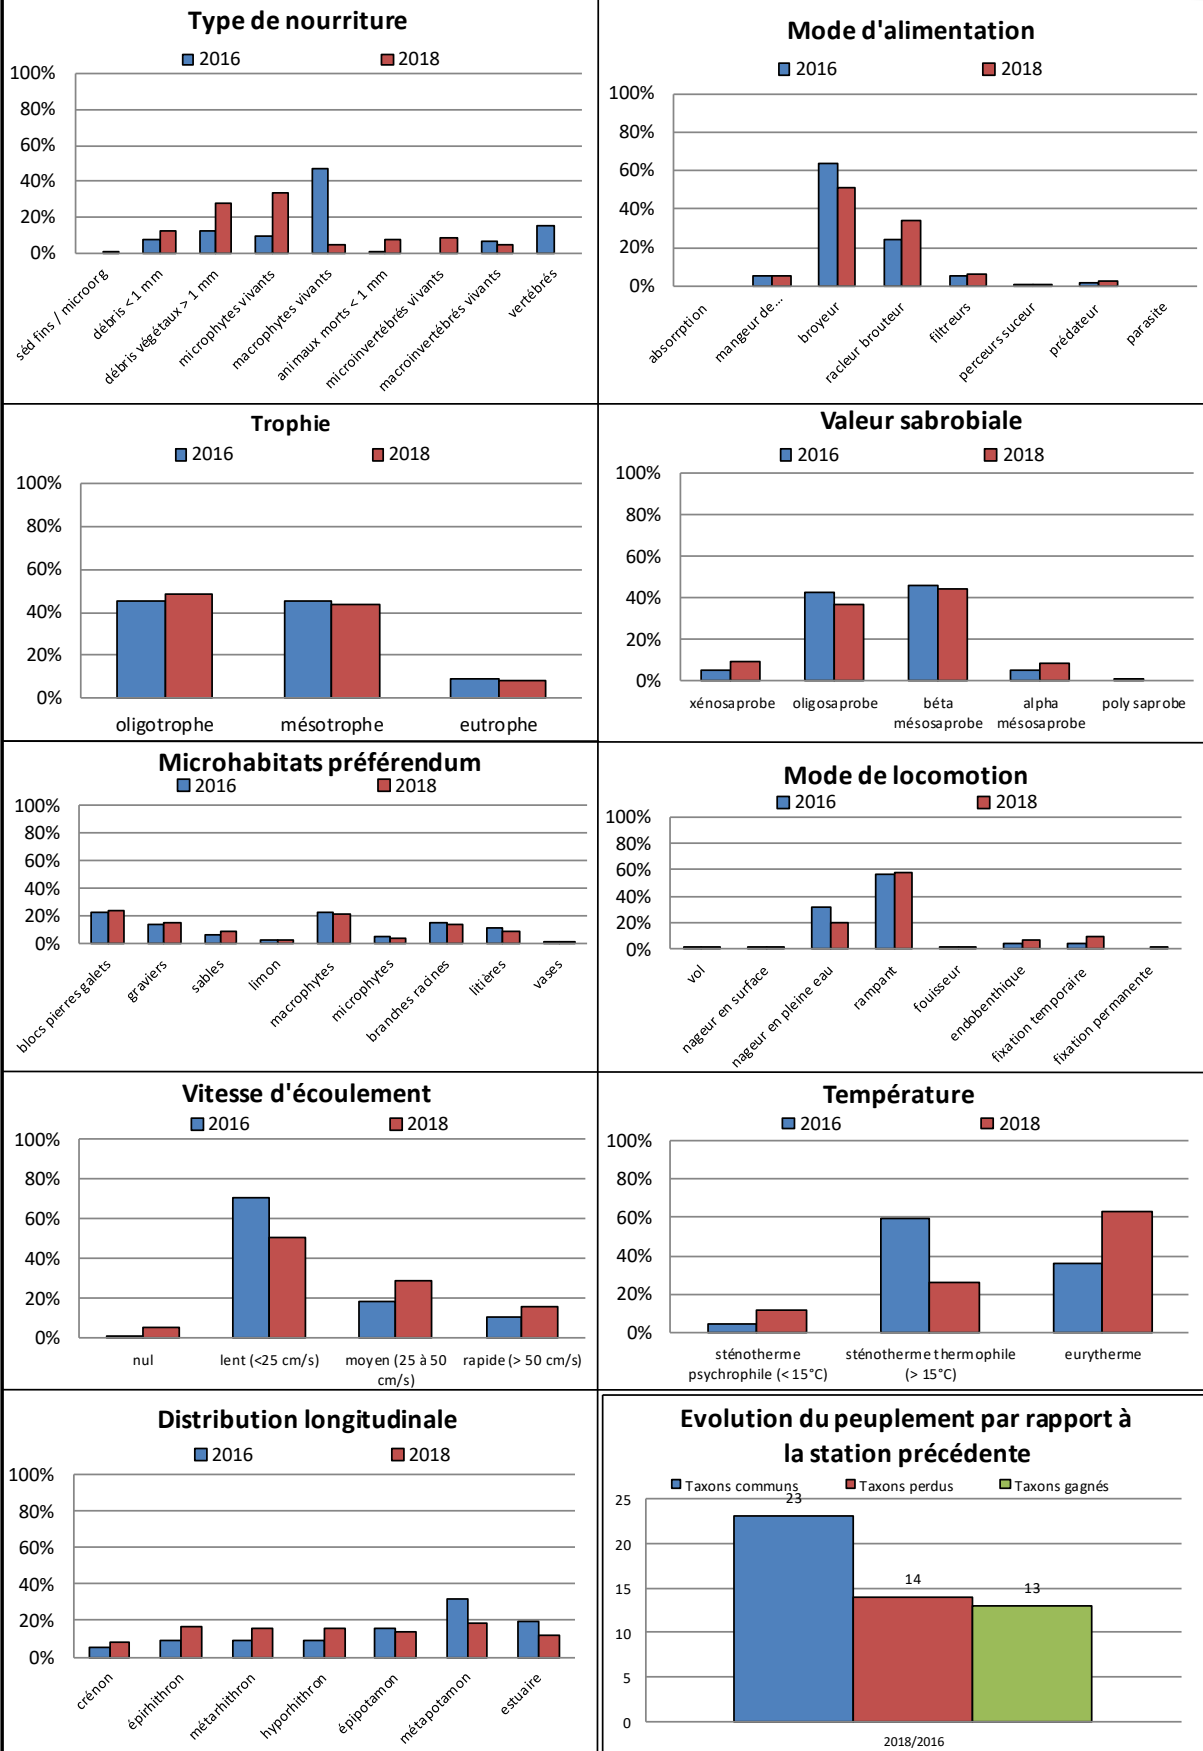 Type de nourriture
2016 2018
100%
80%
60%
40%
20%
0%
séd fins / microorg
débris < 1 mm
débris végétaux > 1 mm
microphytes vivants
macrophytes vivants
animaux morts < 1 mm
microinvertébrés vivants
macroinvertébrés vivants
vertébrés
Mode d'alimentation
2016 2018
100%
80%
60%
40%
20%
0%
absorrption
mangeur de...
broyeur
racleur brouteur
filtreurs
perceurs suceur
prédateur
parasite
Trophie
2016 2018
100%
80%
60%
40%
20%
0%
oligotrophe mésotrophe eutrophe
Valeur sabrobiale
2016 2018
100%
80%
60%
40%
20%
0%
xénosaprobe oligosaprobe béta mésosaprobe alpha mésosaprobe poly saprobe
Microhabitats préférendum
2016 2018
100%
80%
60%
40%
20%
0%
blocs pierres galets
graviers
sables
limon
macrophytes
microphytes
branches racines
litières
vases
Mode de locomotion
2016 2018
100%
80%
60%
40%
20%
0%
vol
nageur en surface
nageur en pleine eau
rampant
fouisseur
endobenthique
fixation temporaire
fixation permanente
Vitesse d'écoulement
2016 2018
100%
80%
60%
40%
20%
0%
nul lent (<25 cm/s) moyen (25 à 50 cm/s) rapide (> 50 cm/s)
Température
2016 2018
100%
80%
60%
40%
20%
0%
sténotherme psychrophile (< 15°C) sténotherme thermophile (> 15°C) eurytherme
Distribution longitudinale
2016 2018
100%
80%
60%
40%
20%
0%
crénon
épirhithron
métarhithron
hyporhithron
épipotamon
métapotamon
estuaire
Evolution du peuplement par rapport à
la station précédente
Taxons communs Taxons perdus Taxons gagnés
25
20
15
10
5
0
23
14
13
2018/2016